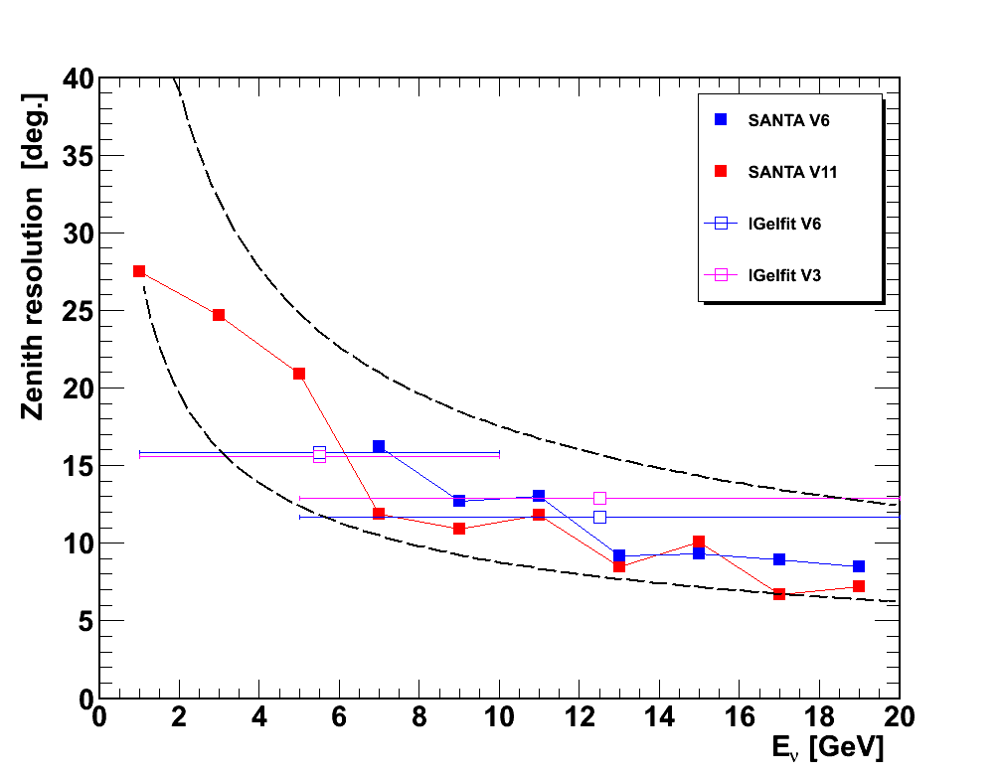 Zenith resolution [deg.]
40
35
30
25
20
15
10
5
0
0 2 4 6 8 10 12 14 16 18 20
E_ν [GeV]
SANTA V6
SANTA V11
IGelfit V6
IGelfit V3